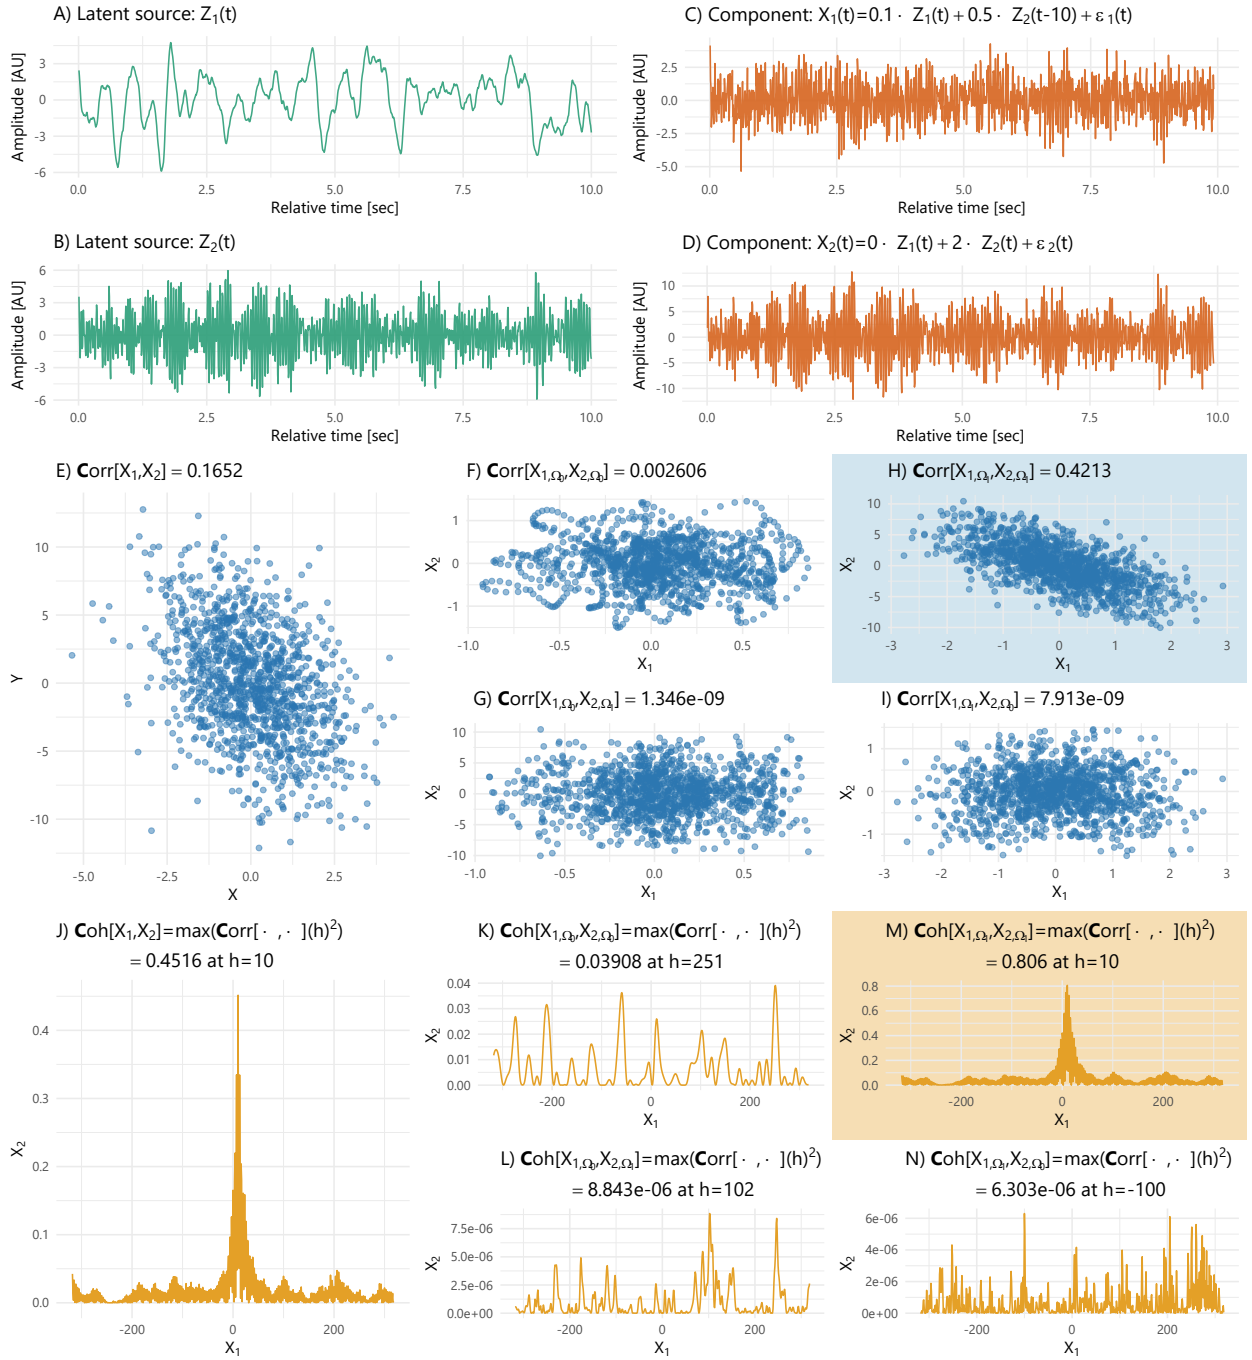 A) Latent source: Z₁(t)
Amplitude [AU]
3
0
-3
-6
0.0 2.5 5.0 7.5 10.0
Relative time [sec]
C) Component: X₁(t)=0.1 · Z₁(t)+0.5 · Z₂(t-10)+ε₁(t)
Amplitude [AU]
2.5
0.0
-2.5
-5.0
0.0 2.5 5.0 7.5 10.0
Relative time [sec]
B) Latent source: Z₂(t)
Amplitude [AU]
6
3
0
-3
-6
0.0 2.5 5.0 7.5 10.0
Relative time [sec]
D) Component: X₂(t)=0 · Z₁(t)+2 · Z₂(t)+ε₂(t)
Amplitude [AU]
10
5
0
-5
-10
0.0 2.5 5.0 7.5 10.0
Relative time [sec]
E) Corr[X₁,X₂] = 0.1652
Y
10
5
0
-5
-10
-5.0 -2.5 0.0 2.5
X
F) Corr[X₁,Ω₀,X₂,Ω₀] = 0.002606
X₂
1
0
-1
-1.0 -0.5 0.0 0.5
X₁
H) Corr[X₁,Ω₁,X₂,Ω₁] = 0.4213
X₂
10
5
0
-5
-10
-3 -2 -1 0 1 2 3
X₁
G) Corr[X₁,Ω₀,X₂,Ω₁] = 1.346e-09
X₂
10
5
0
-5
-10
-1.0 -0.5 0.0 0.5
X₁
I) Corr[X₁,Ω₁,X₂,Ω₀] = 7.913e-09
X₂
1
0
-1
-3 -2 -1 0 1 2 3
X₁
J) Coh[X₁,X₂]=max(Corr[ · , · ](h)²)
= 0.4516 at h=10
X₂
0.4
0.3
0.2
0.1
0.0
-200 0 200
X₁
K) Coh[X₁,Ω₀,X₂,Ω₀]=max(Corr[ · , · ](h)²)
= 0.03908 at h=251
X₂
0.04
0.03
0.02
0.01
0.00
-200 0 200
X₁
M) Coh[X₁,Ω₁,X₂,Ω₁]=max(Corr[ · , · ](h)²)
= 0.806 at h=10
X₂
0.8
0.6
0.4
0.2
0.0
-200 0 200
X₁
L) Coh[X₁,Ω₀,X₂,Ω₁]=max(Corr[ · , · ](h)²)
= 8.843e-06 at h=102
X₂
7.5e-06
5.0e-06
2.5e-06
0.0e+00
-200 0 200
X₁
N) Coh[X₁,Ω₁,X₂,Ω₀]=max(Corr[ · , · ](h)²)
= 6.303e-06 at h=-100
X₂
6e-06
4e-06
2e-06
0e+00
-200 0 200
X₁